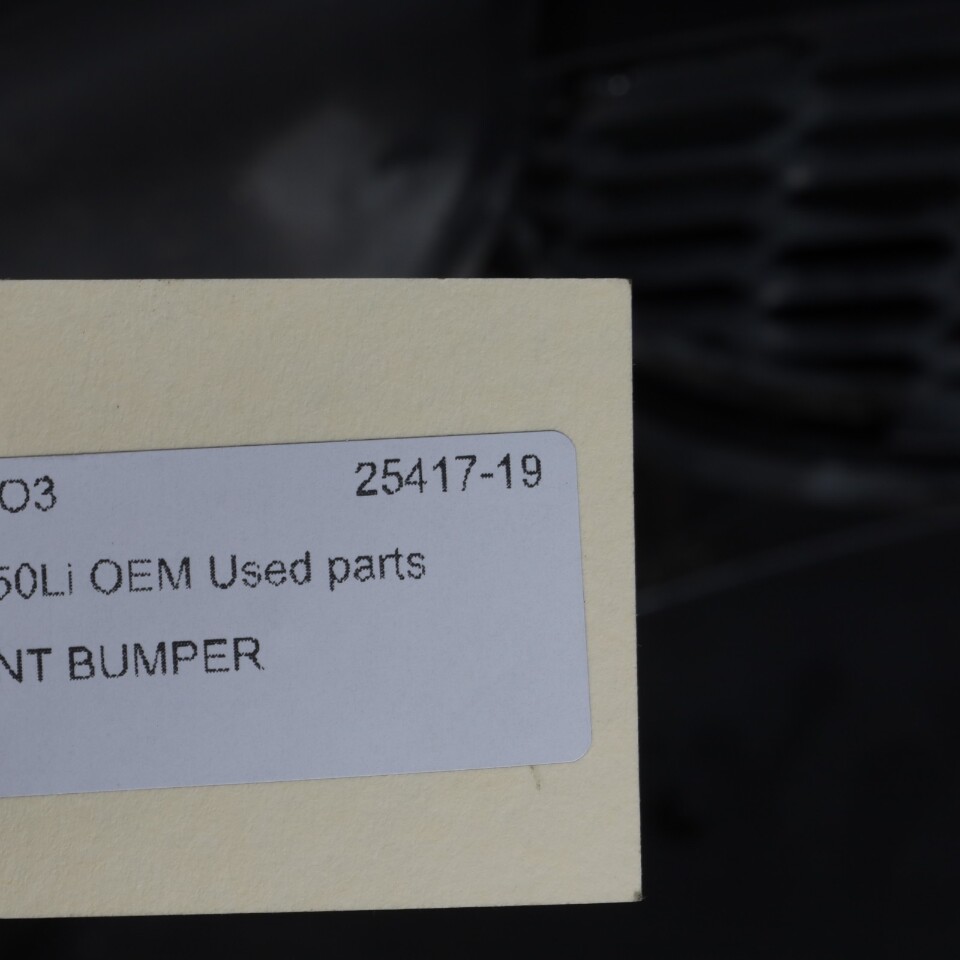 O3 25417-19
50Li OEM Used parts
NT BUMPER